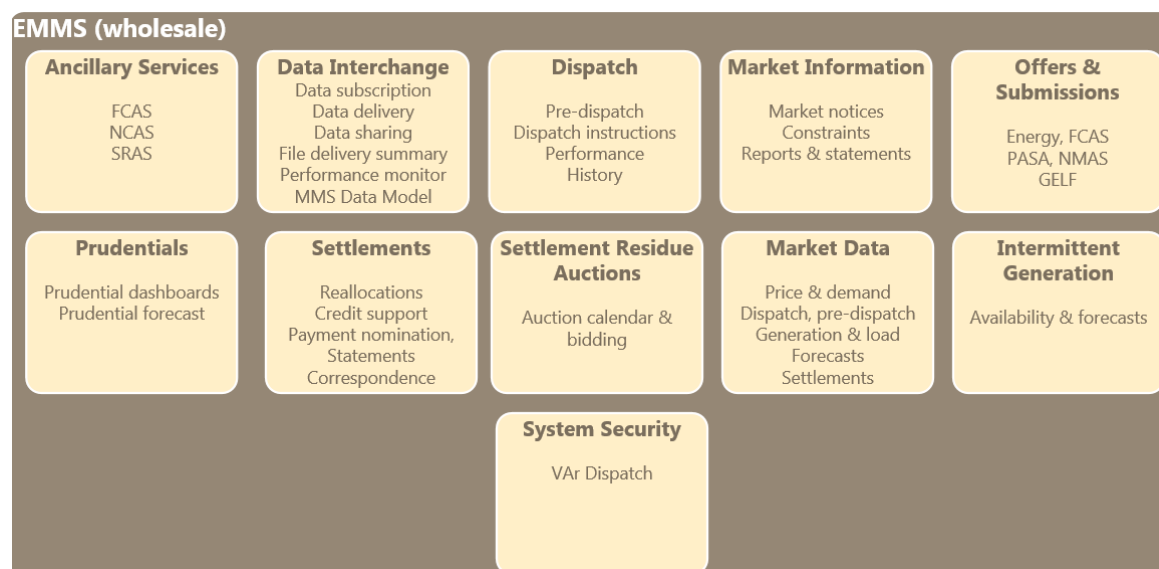 EMMS (wholesale)
Ancillary Services
FCAS
NCAS
SRAS
Data Interchange
Data subscription
Data delivery
Data sharing
File delivery summary
Performance monitor
MMS Data Model
Dispatch
Pre-dispatch
Dispatch instructions
Performance
History
Market Information
Market notices
Constraints
Reports & statements
Offers &
Submissions
Energy, FCAS
PASA, NMAS
GELF
Prudentials
Prudential dashboards
Prudential forecast
Settlements
Reallocations
Credit support
Payment nomination,
Statements
Correspondence
Settlement Residue
Auctions
Auction calendar &
bidding
Market Data
Price & demand
Dispatch, pre-dispatch
Generation & load
Forecasts
Settlements
Intermittent
Generation
Availability & forecasts
System Security
VAr Dispatch